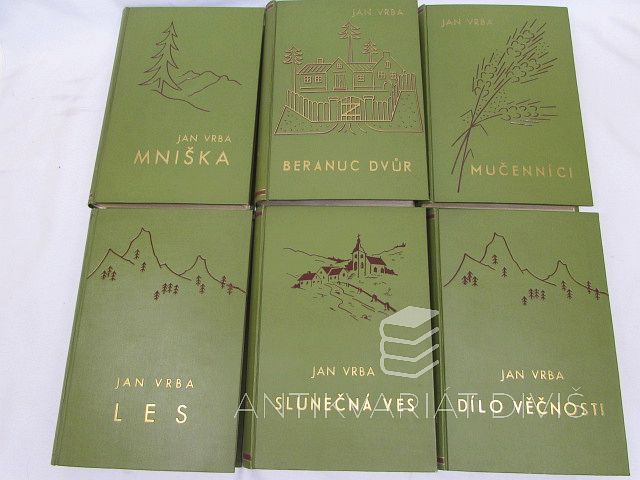 JAN VRBA
MNIŠKA
JAN VRBA
BERANUC DVŮR
JAN VRBA
MUČENNÍCI
JAN VRBA
LES
JAN VRBA
SLUNEČNÁ VES
JAN VRBA
DÍLO VĚČNOSTI
ANTIKVARIÁT DIVIŠ